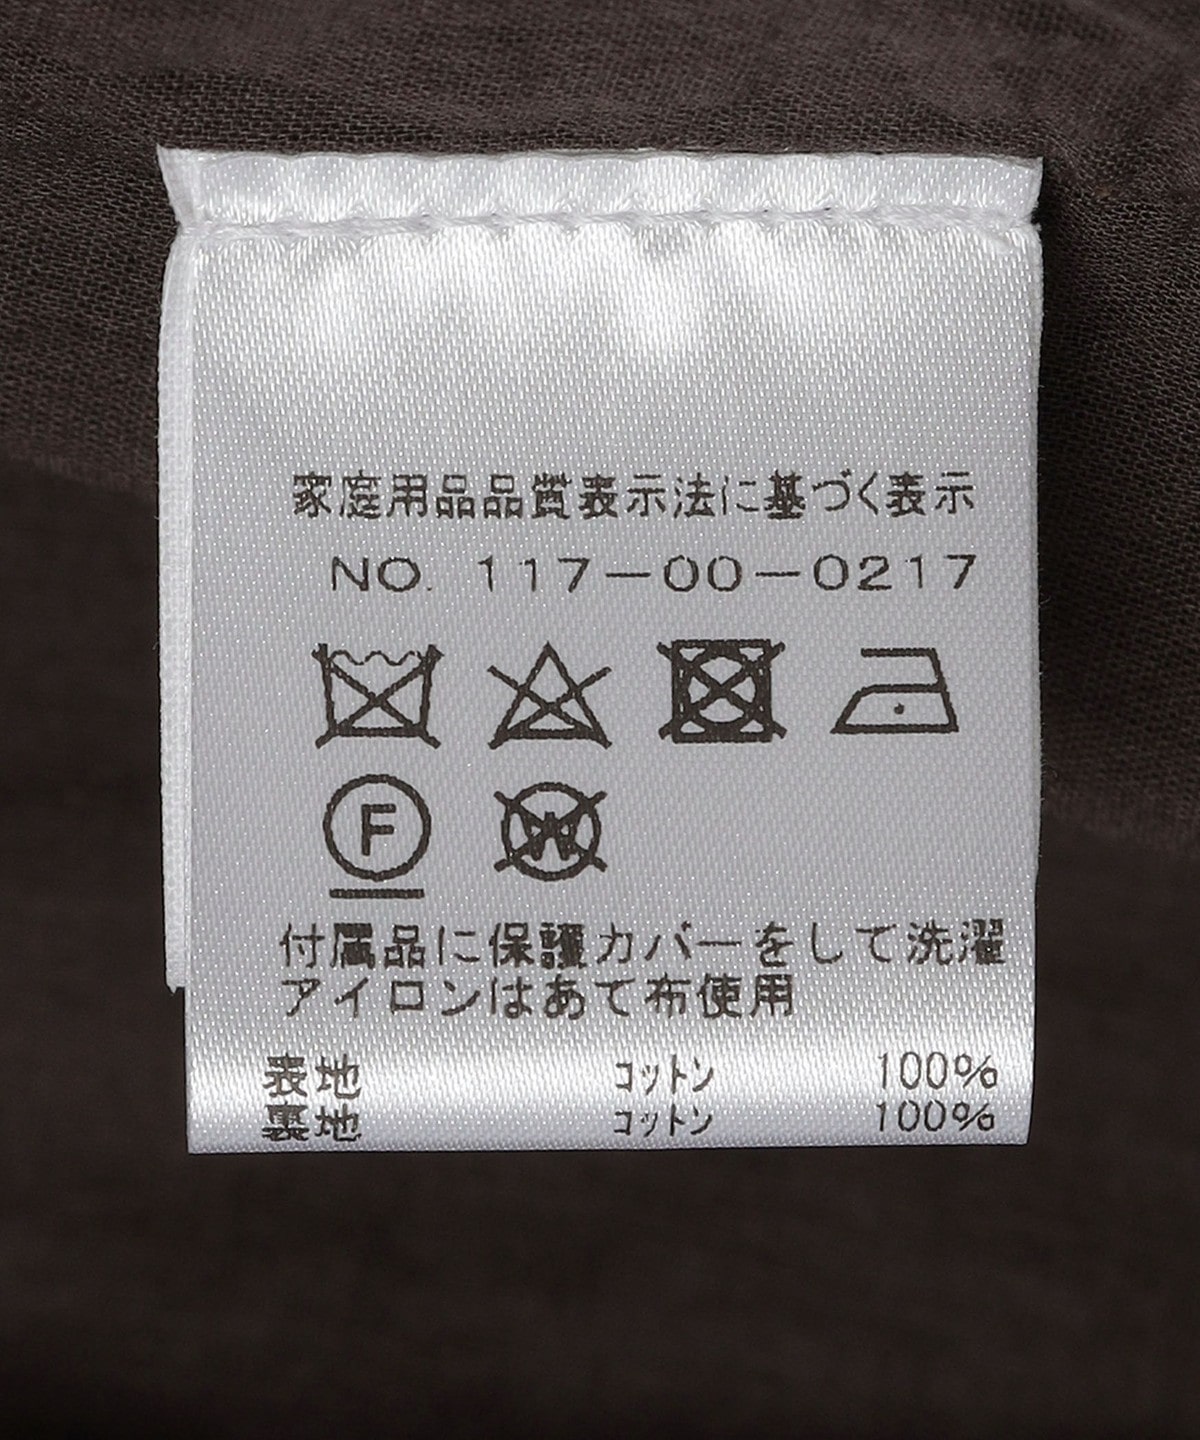 家庭用品品質表示法に基づく表示
NO. 117-00-0217
F W
付属品に保護カバーをして洗濯
アイロンはあて布使用
表地 コットン 100%
裏地 コットン 100%